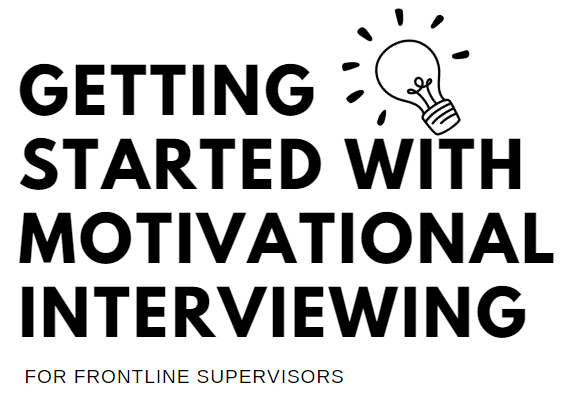 GETTING
STARTED WITH
MOTIVATIONAL
INTERVIEWING
FOR FRONTLINE SUPERVISORS